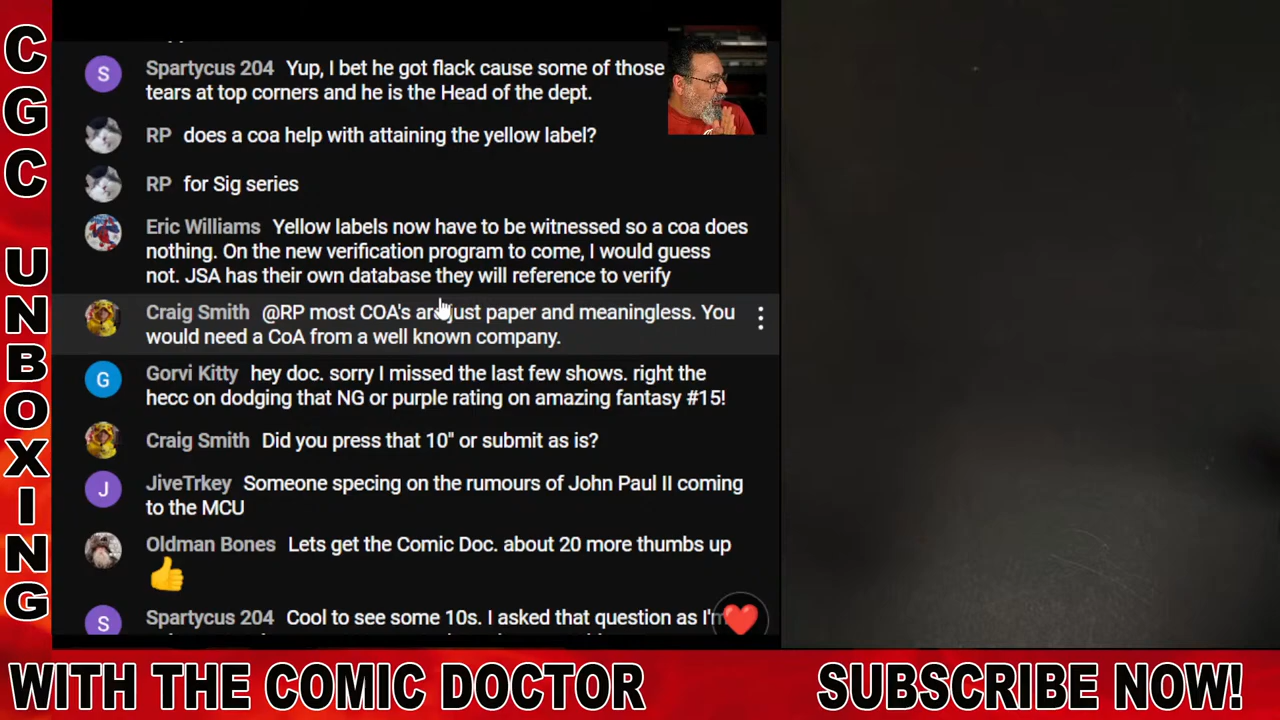 CGC UNBOXING
Spartycus 204 Yup, I bet he got flack cause some of those
tears at top corners and he is the Head of the dept.
RP does a coa help with attaining the yellow label?
RP for Sig series
Eric Williams Yellow labels now have to be witnessed so a coa does
nothing. On the new verification program to come, I would guess
not. JSA has their own database they will reference to verify
Craig Smith @RP most COA's are just paper and meaningless. You
would need a CoA from a well known company.
G
Gorvi Kitty hey doc. sorry I missed the last few shows. right the
hecc on dodging that NG or purple rating on amazing fantasy #15!
Craig Smith Did you press that 10" or submit as is?
J
JiveTrkey Someone specing on the rumours of John Paul II coming
to the MCU
Oldman Bones Lets get the Comic Doc. about 20 more thumbs up
👍
S
Spartycus 204 Cool to see some 10s. I asked that question as I'm
WITH THE COMIC DOCTOR
SUBSCRIBE NOW!